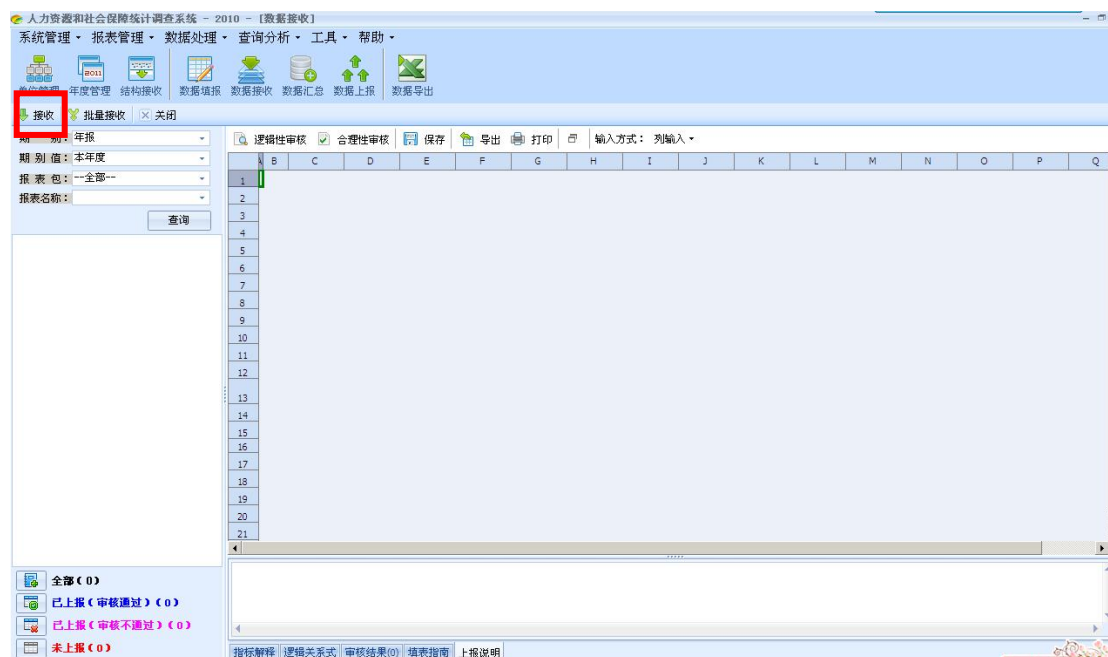 人力资源和社会保障统计调查系统 - 2010 - [数据接收]
系统管理 报表管理 数据处理 查询分析 工具 帮助
2011
单位管理 年度管理 结构接收 数据填报 数据接收 数据汇总 数据上报 数据导出
接收 批量接收 关闭
期 别: 年报
逻辑性审核 合理性审核 保存 导出 打印 输入方式: 列输入
期 别 值: 本年度
A B C D E F G H I J K L M N O P Q
报 表 包: --全部--
报表名称:
查询
1
2
3
4
5
6
7
8
9
10
11
12
13
14
15
16
17
18
19
20
21
全部(0)
已上报(审核通过)(0)
已上报(审核不通过)(0)
未上报(0)
指标解释 逻辑关系式 审核结果(0) 填表指南 上报说明